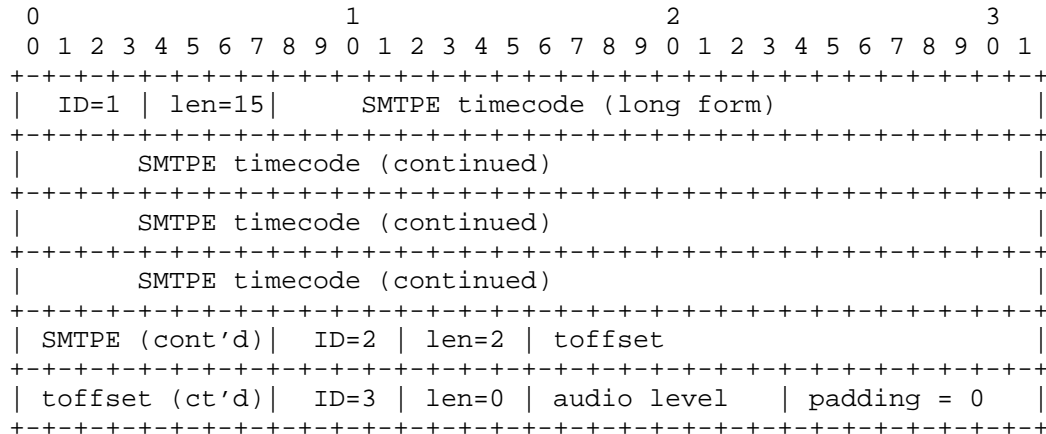 0                   1                   2                   3
 0 1 2 3 4 5 6 7 8 9 0 1 2 3 4 5 6 7 8 9 0 1 2 3 4 5 6 7 8 9 0 1
+-+-+-+-+-+-+-+-+-+-+-+-+-+-+-+-+-+-+-+-+-+-+-+-+-+-+-+-+-+-+-+-+
|  ID=1 | len=15|     SMTPE timecode (long form)                |
+-+-+-+-+-+-+-+-+-+-+-+-+-+-+-+-+-+-+-+-+-+-+-+-+-+-+-+-+-+-+-+-+
|       SMTPE timecode (continued)                              |
+-+-+-+-+-+-+-+-+-+-+-+-+-+-+-+-+-+-+-+-+-+-+-+-+-+-+-+-+-+-+-+-+
|       SMTPE timecode (continued)                              |
+-+-+-+-+-+-+-+-+-+-+-+-+-+-+-+-+-+-+-+-+-+-+-+-+-+-+-+-+-+-+-+-+
|       SMTPE timecode (continued)                              |
+-+-+-+-+-+-+-+-+-+-+-+-+-+-+-+-+-+-+-+-+-+-+-+-+-+-+-+-+-+-+-+-+
| SMTPE (cont’d)|  ID=2 | len=2 | toffset                       |
+-+-+-+-+-+-+-+-+-+-+-+-+-+-+-+-+-+-+-+-+-+-+-+-+-+-+-+-+-+-+-+-+
| toffset (ct’d)|  ID=3 | len=0 | audio level   | padding = 0   |
+-+-+-+-+-+-+-+-+-+-+-+-+-+-+-+-+-+-+-+-+-+-+-+-+-+-+-+-+-+-+-+-+